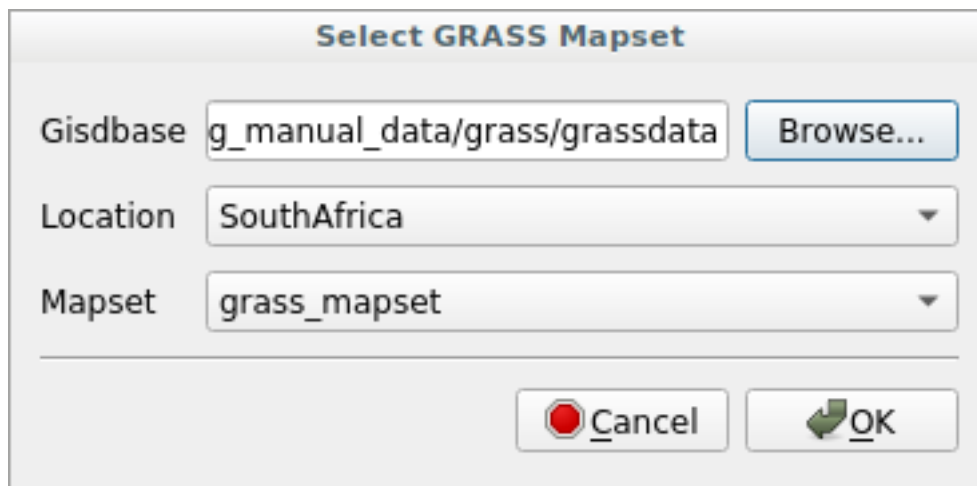 Select GRASS Mapset
Gisdbase g_manual_data/grass/grassdata Browse...
Location SouthAfrica
Mapset grass_mapset
Cancel OK